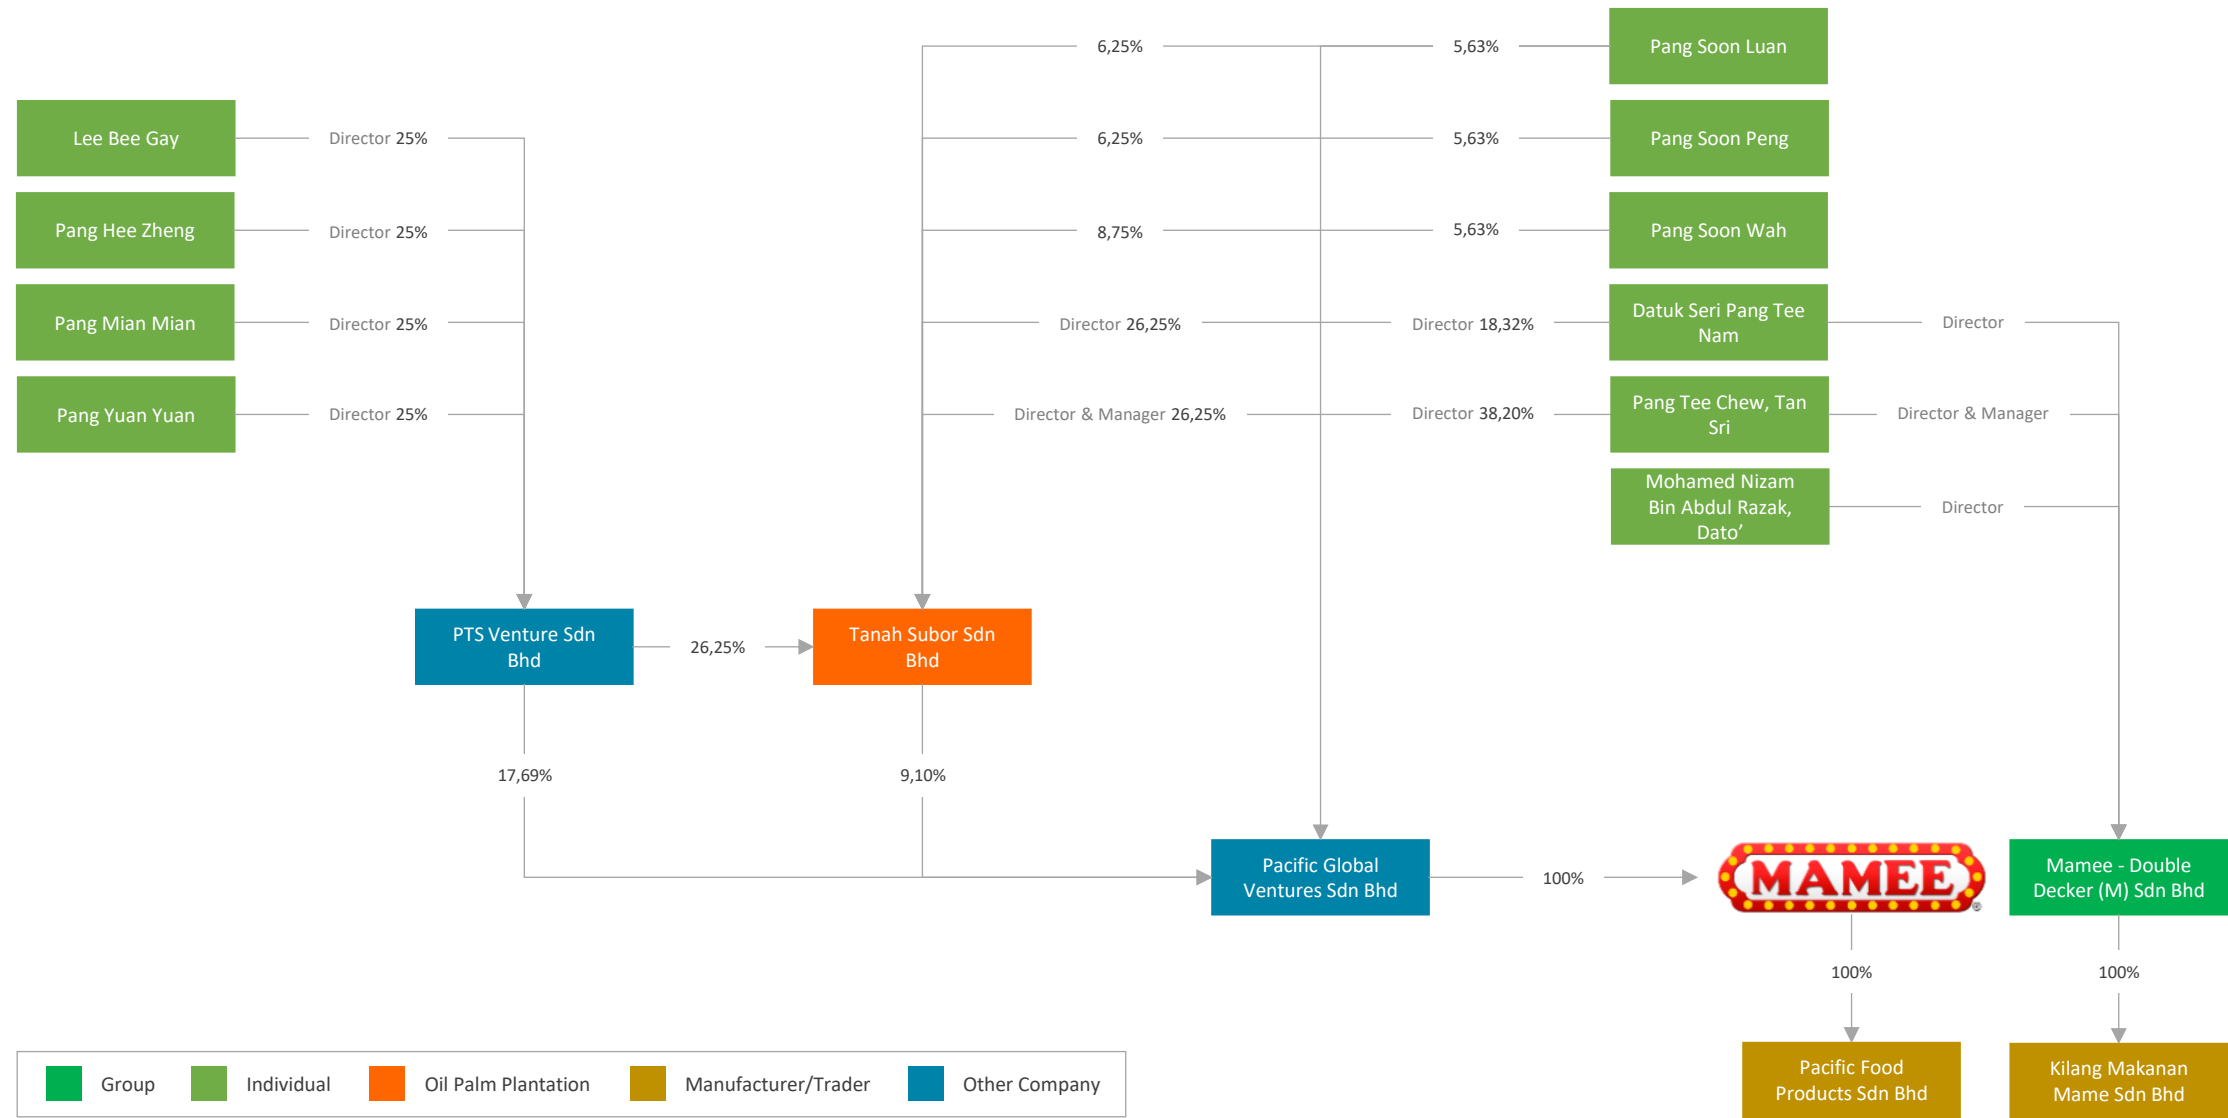 6,25%
5,63%
Pang Soon Luan
Lee Bee Gay
Director 25%
6,25%
5,63%
Pang Soon Peng
Pang Hee Zheng
Director 25%
8,75%
5,63%
Pang Soon Wah
Pang Mian Mian
Director 25%
Director 26,25%
Director 18,32%
Datuk Seri Pang Tee
Nam
Director
Pang Yuan Yuan
Director 25%
Director & Manager 26,25%
Director 38,20%
Pang Tee Chew, Tan
Sri
Director & Manager
Mohamed Nizam
Bin Abdul Razak,
Dato’
Director
PTS Venture Sdn
Bhd
26,25%
Tanah Subor Sdn
Bhd
17,69%
9,10%
Pacific Global
Ventures Sdn Bhd
100%
MAMEE
®
Mamee - Double
Decker (M) Sdn Bhd
100%
100%
Pacific Food
Products Sdn Bhd
Kilang Makanan
Mame Sdn Bhd
Group
Individual
Oil Palm Plantation
Manufacturer/Trader
Other Company